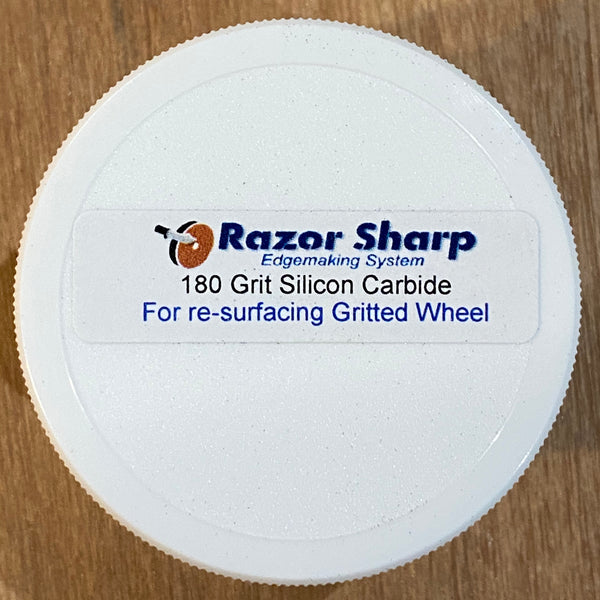 Razor Sharp
Edgemaking System
180 Grit Silicon Carbide
For re-surfacing Gritted Wheel